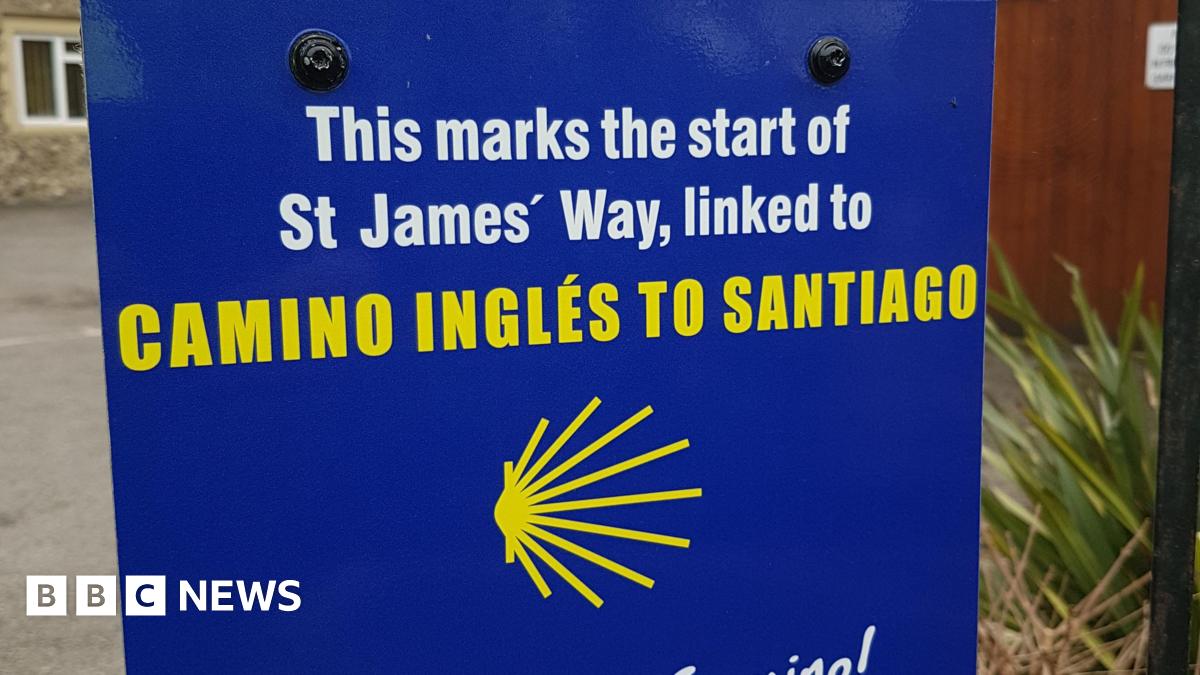 This marks the start of
St James´ Way, linked to
CAMINO INGLÉS TO SANTIAGO
BBC NEWS